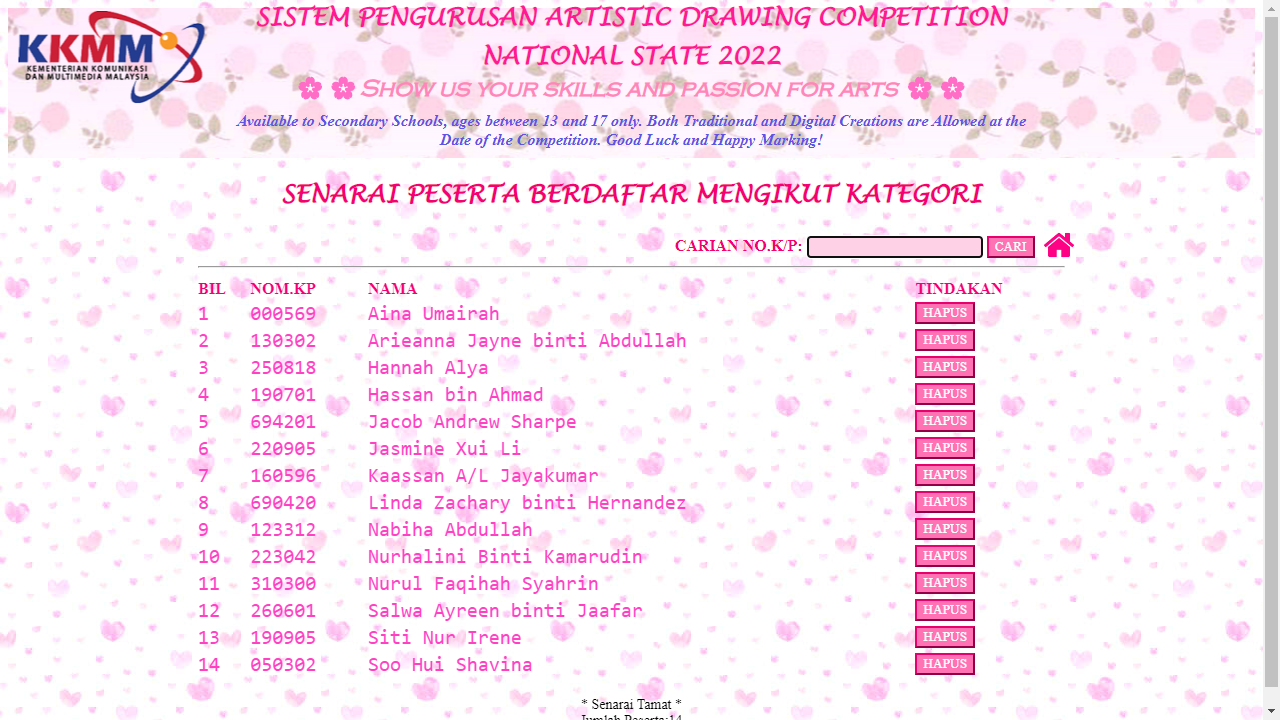 SISTEM PENGURUSAN ARTISTIC DRAWING COMPETITION
NATIONAL STATE 2022
KKMM
KEMENTERIAN KOMUNIKASI
DAN MULTIMEDIA MALAYSIA
SHOW US YOUR SKILLS AND PASSION FOR ARTS
Available to Secondary Schools, ages between 13 and 17 only. Both Traditional and Digital Creations are Allowed at the
Date of the Competition. Good Luck and Happy Marking!
SENARAI PESERTA BERDAFTAR MENGIKUT KATEGORI
CARIAN NO.K/P: CARI
BIL NOM.KP NAMA TINDAKAN
1 000569 Aina Umairah HAPUS
2 130302 Arieanna Jayne binti Abdullah HAPUS
3 250818 Hannah Alya HAPUS
4 190701 Hassan bin Ahmad HAPUS
5 694201 Jacob Andrew Sharpe HAPUS
6 220905 Jasmine Xui Li HAPUS
7 160596 Kaassan A/L Jayakumar HAPUS
8 690420 Linda Zachary binti Hernandez HAPUS
9 123312 Nabiha Abdullah HAPUS
10 223042 Nurhalini Binti Kamarudin HAPUS
11 310300 Nurul Faqihah Syahrin HAPUS
12 260601 Salwa Ayreen binti Jaafar HAPUS
13 190905 Siti Nur Irene HAPUS
14 050302 Soo Hui Shavina HAPUS
* Senarai Tamat *
Jumlah Peserta:14